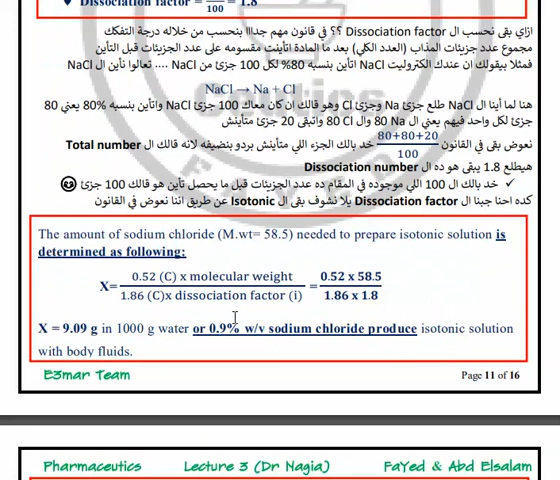 ♦ Dissociation factor = /100 = 1.8
ازاي بقى نحسب ال Dissociation factor ؟؟ في قانون مهم جدااا بنحسب من خلاله درجة التفكك
مجموع عدد جزيئات المذاب (العدد الكلي) بعد ما المادة اتأينت مقسومه على عدد الجزيئات قبل التأين
فمثلا بيقولك ان عندك الكتروليت NaCl اتأين بنسبه 80% لكل 100 جزئ من NaCl .... تعالوا نأين ال NaCl
NaCl → Na + Cl
هنا لما أينا ال NaCl طلع جزئ Na وجزئ Cl وهو قالك ان كان معاك 100 جزئ NaCl واتأين بنسبه 80% يعني 80
جزئ لكل واحد فيهم يعني ال Na 80 وال Cl 80 واتبقى 20 جزئ متاينش
نعوض بقى في القانون 80+80+20/100 خد بالك الجزء اللي متأينش بردو بنضيفه لانه قالك ال Total number
هيطلع 1.8 يبقى هو ده ال Dissociation number
✓ خد بالك ال 100 اللي موجوده في المقام ده عدد الجزيئات قبل ما يحصل تأين هو قالك 100 جزئ
كده احنا جبنا ال Dissociation factor يلا نشوف بقى ال Isotonic عن طريق اننا نعوض في القانون
The amount of sodium chloride (M.wt= 58.5) needed to prepare isotonic solution is
determined as following:
X= 0.52 (C) x molecular weight / 1.86 (C)x dissociation factor (i) = 0.52 x 58.5 / 1.86 x 1.8
X = 9.09 g in 1000 g water or 0.9% w/v sodium chloride produce isotonic solution
with body fluids.
E3mar Team Page 11 of 16
Pharmaceutics Lecture 3 (Dr Nagia) FaYed & Abd Elsalam